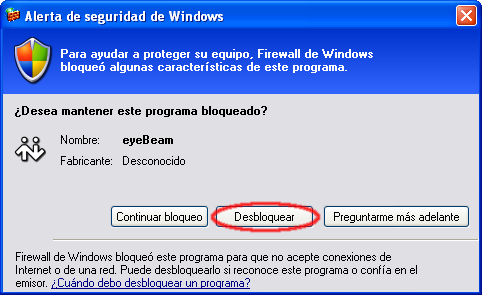 Alerta de seguridad de Windows
Para ayudar a proteger su equipo, Firewall de Windows
bloqueó algunas características de este programa.
¿Desea mantener este programa bloqueado?
Nombre: eyeBeam
Fabricante: Desconocido
Continuar bloqueo Desbloquear Preguntarme más adelante
Firewall de Windows bloqueó este programa para que no acepte conexiones de
Internet o de una red. Puede desbloquearlo si reconoce este programa o confía en el
emisor. ¿Cuándo debo desbloquear un programa?